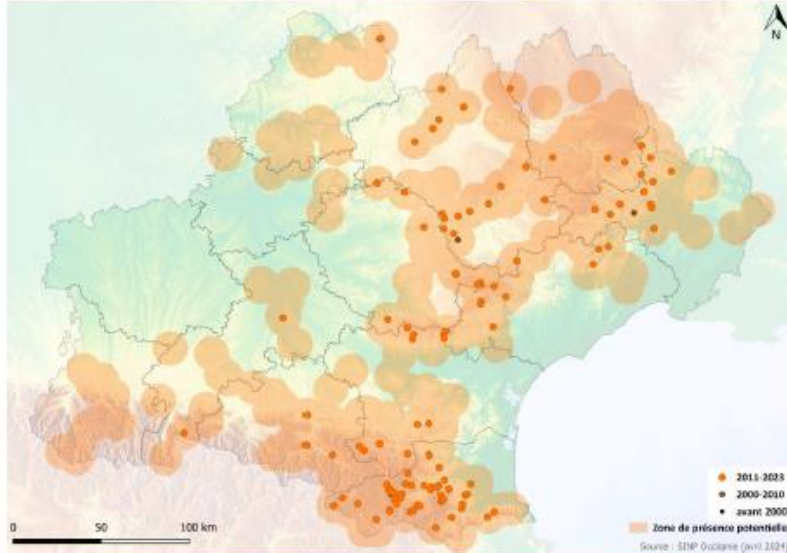 N
2011-2023
2000-2010
avant 2000
Zone de présence potentielle
0 50 100 km
Source : SINP Occitanie (avril 2024)